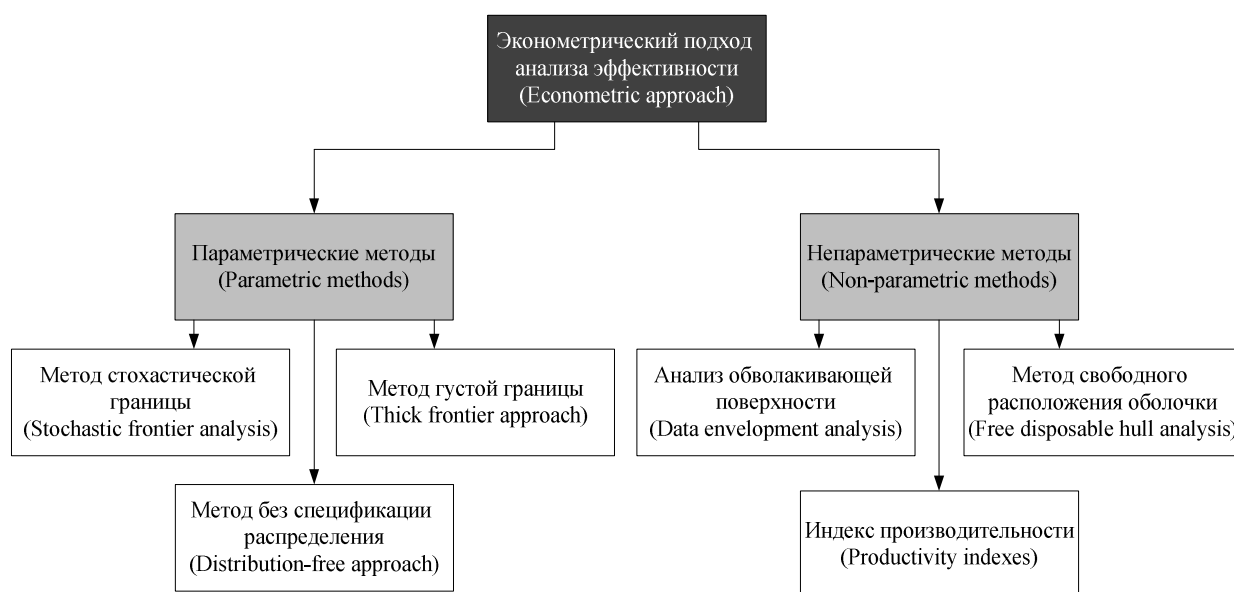 Эконометрический подход
анализа эффективности
(Econometric approach)
Параметрические методы
(Parametric methods)
Непараметрические методы
(Non-parametric methods)
Метод стохастической
границы
(Stochastic frontier analysis)
Метод густой границы
(Thick frontier approach)
Анализ обволакивающей
поверхности
(Data envelopment analysis)
Метод свободного
расположения оболочки
(Free disposable hull analysis)
Метод без спецификации
распределения
(Distribution-free approach)
Индекс производительности
(Productivity indexes)